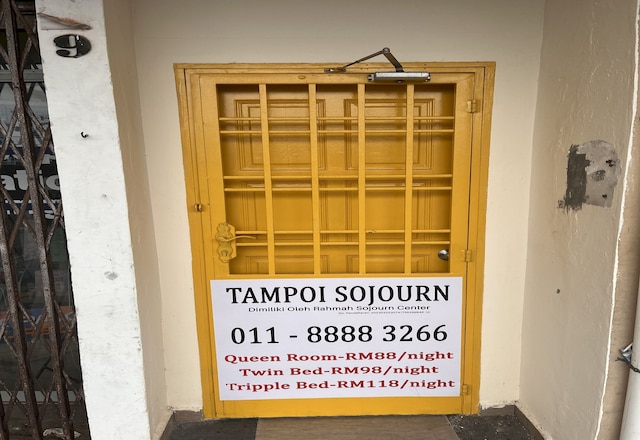 9
TAMPOI SOJOURN
Dimiliki Oleh Rahmah Sojourn Center
011 - 8888 3266
Queen Room-RM88/night
Twin Bed-RM98/night
Tripple Bed-RM118/night